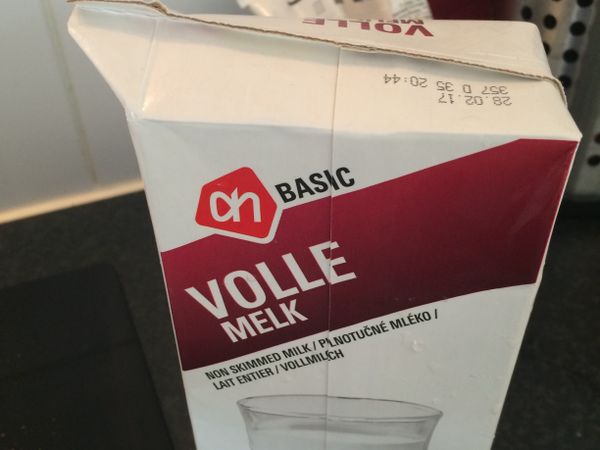 VOLLE
28.02.17
357 D 35 20:44
ah BASIC
VOLLE
MELK
NON SKIMMED MILK / PLNOTUČNÉ MLÉKO /
LAIT ENTIER / VOLLMILCH